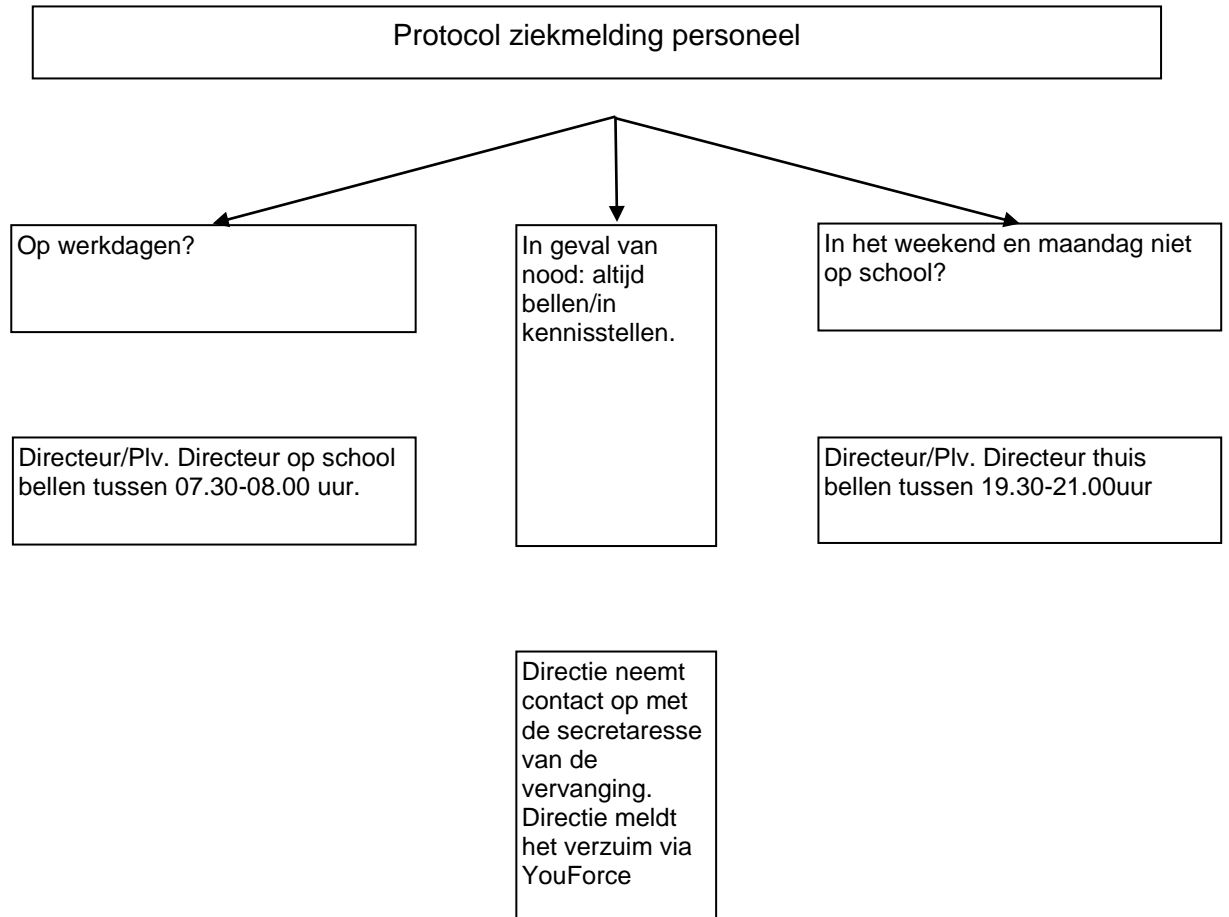 Protocol ziekmelding personeel
Op werkdagen?
In geval van
nood: altijd
bellen/in
kennisstellen.
In het weekend en maandag niet
op school?
Directeur/Plv. Directeur op school
bellen tussen 07.30-08.00 uur.
Directeur/Plv. Directeur thuis
bellen tussen 19.30-21.00uur
Directie neemt
contact op met
de secretaresse
van de
vervanging.
Directie meldt
het verzuim via
YouForce